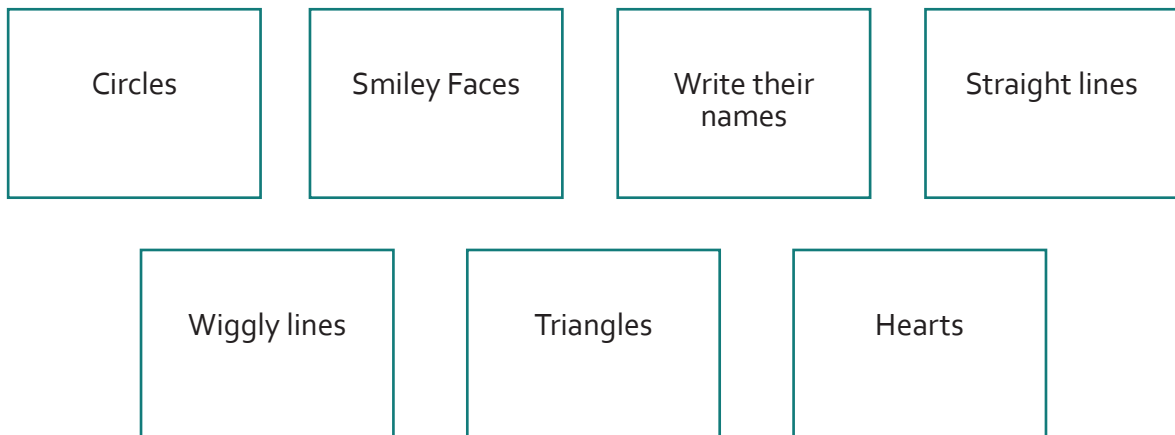 Circles
Smiley Faces
Write their
names
Straight lines
Wiggly lines
Triangles
Hearts